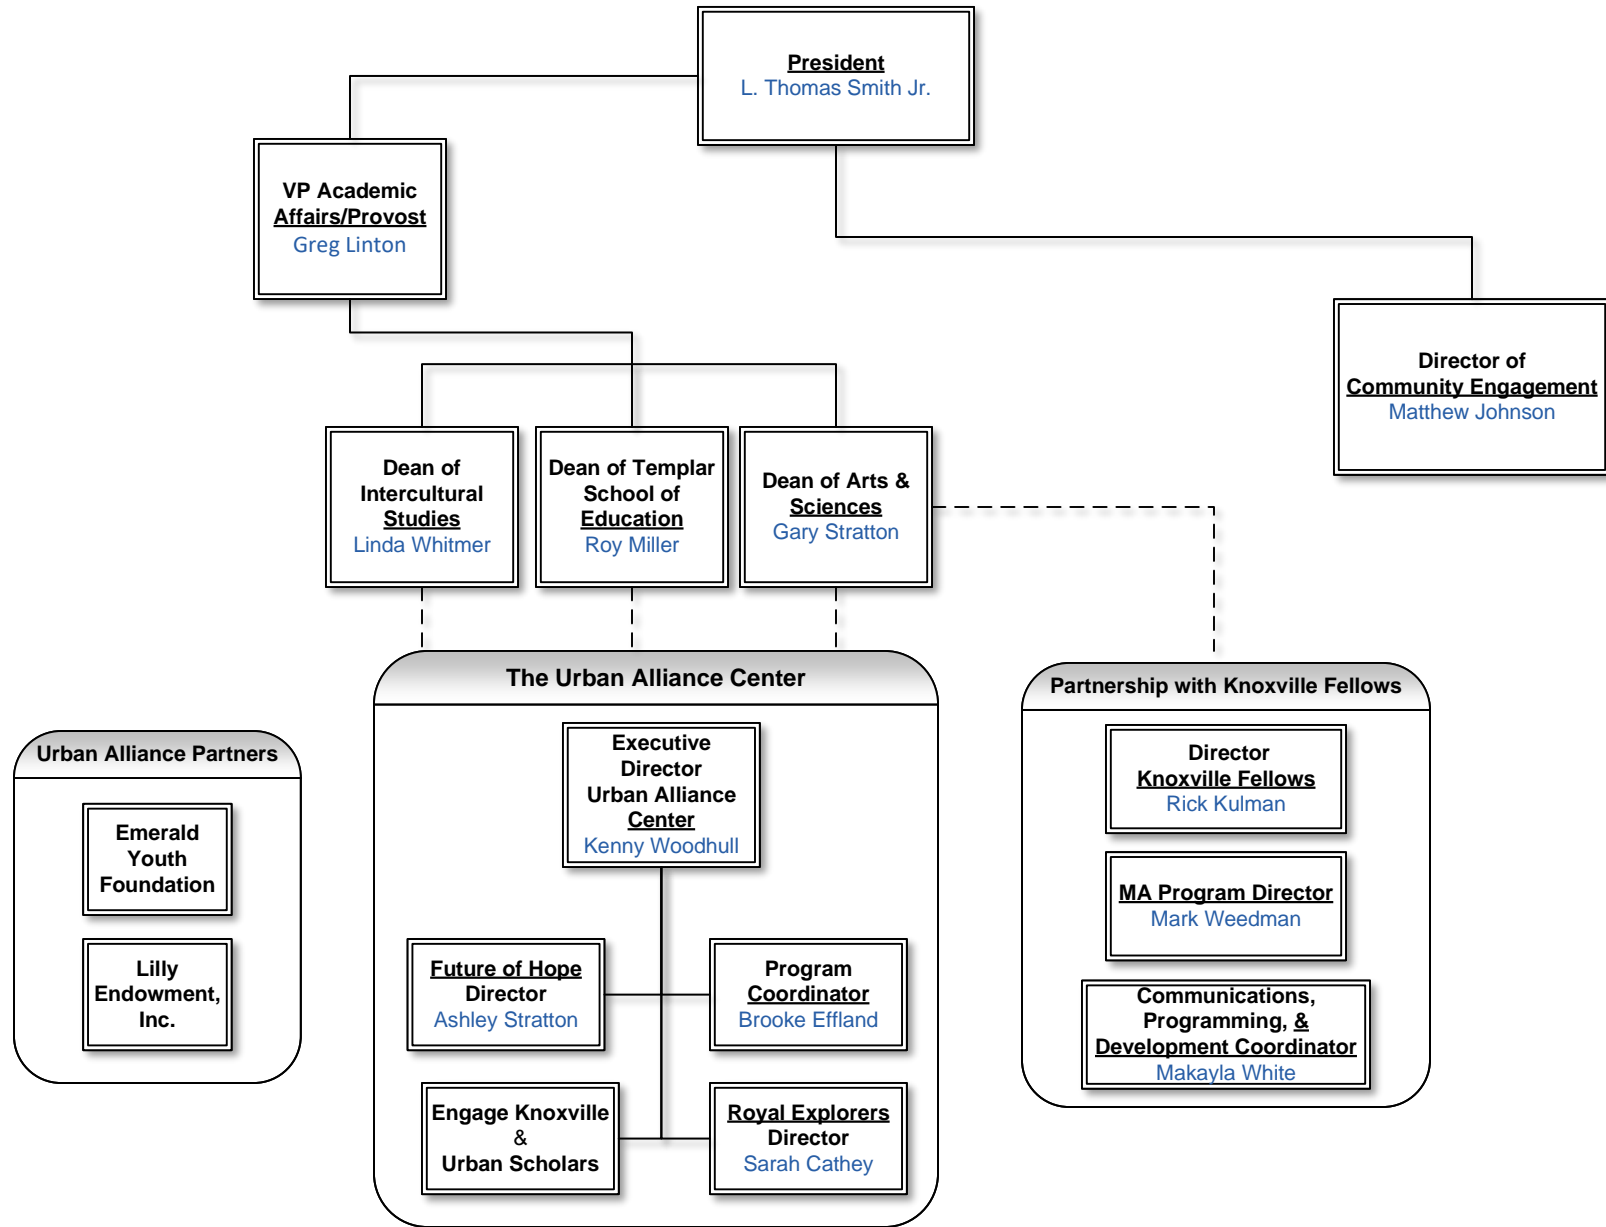 President
L. Thomas Smith Jr.
VP Academic
Affairs/Provost
Greg Linton
Director of
Community Engagement
Matthew Johnson
Dean of
Intercultural
Studies
Linda Whitmer
Dean of Templar
School of
Education
Roy Miller
Dean of Arts &
Sciences
Gary Stratton
Urban Alliance Partners
Emerald
Youth
Foundation
Lilly
Endowment,
Inc.
The Urban Alliance Center
Executive
Director
Urban Alliance
Center
Kenny Woodhull
Future of Hope
Director
Ashley Stratton
Program
Coordinator
Brooke Effland
Engage Knoxville
&
Urban Scholars
Royal Explorers
Director
Sarah Cathey
Partnership with Knoxville Fellows
Director
Knoxville Fellows
Rick Kulman
MA Program Director
Mark Weedman
Communications,
Programming, &
Development Coordinator
Makayla White